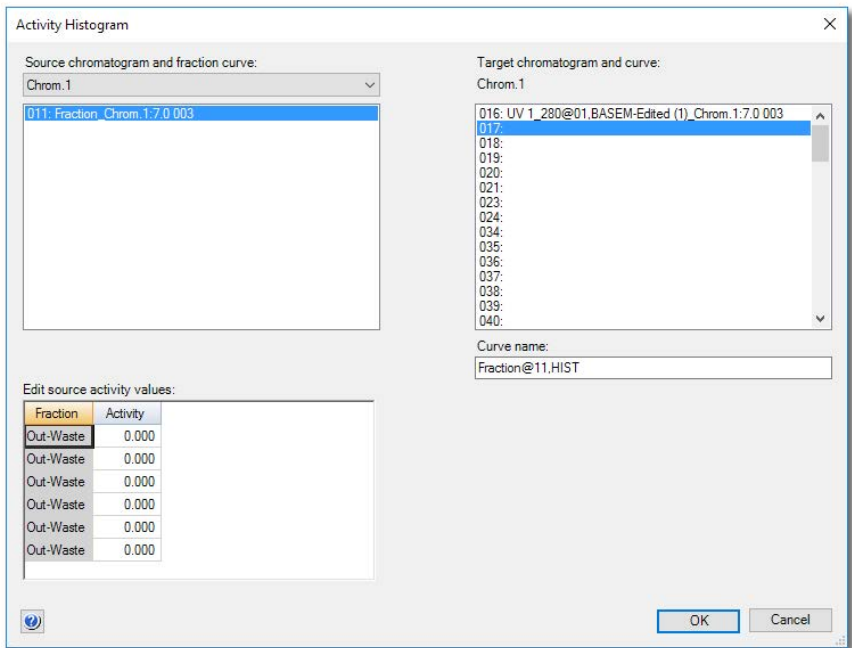 Activity Histogram
Source chromatogram and fraction curve:
Chrom.1
011: Fraction_Chrom.1:7.0 003
Target chromatogram and curve:
Chrom.1
016: UV 1_280@01,BASEM-Edited (1)_Chrom.1:7.0 003
017:
018:
019:
020:
021:
023:
024:
034:
035:
036:
037:
038:
039:
040:
Curve name:
Fraction@11,HIST
Edit source activity values:
Fraction Activity
Out-Waste 0.000
Out-Waste 0.000
Out-Waste 0.000
Out-Waste 0.000
Out-Waste 0.000
Out-Waste 0.000
OK Cancel